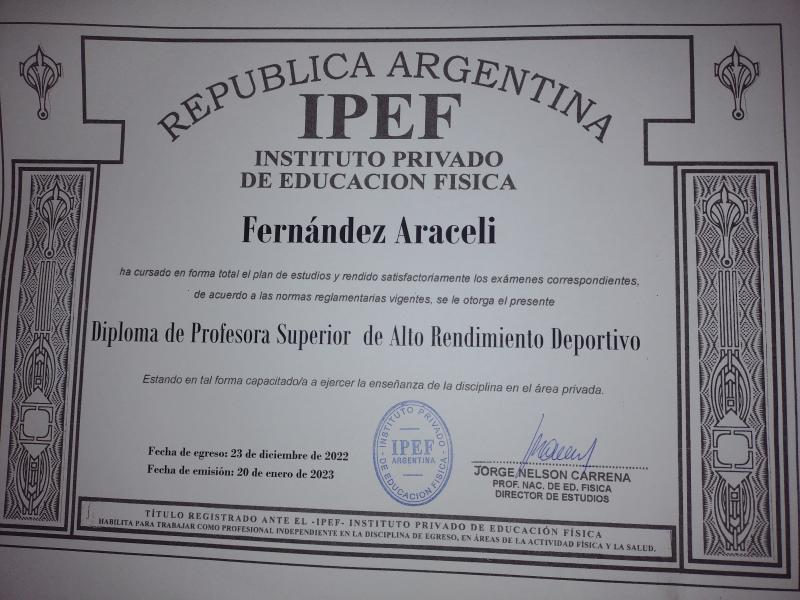 REPUBLICA ARGENTINA
IPEF
INSTITUTO PRIVADO
DE EDUCACION FISICA
Fernández Araceli
ha cursado en forma total el plan de estudios y rendido satisfactoriamente los exámenes correspondientes,
de acuerdo a las normas reglamentarias vigentes, se le otorga el presente
Diploma de Profesora Superior de Alto Rendimiento Deportivo
Estando en tal forma capacitado/a a ejercer la enseñanza de la disciplina en el área privada.
Fecha de egreso: 23 de diciembre de 2022
Fecha de emisión: 20 de enero de 2023
INSTITUTO PRIVADO
IPEF
ARGENTINA
DE EDUCACION FISICA
JORGE NELSON CARRENA
PROF. NAC. DE ED. FISICA
DIRECTOR DE ESTUDIOS
TÍTULO REGISTRADO ANTE EL -IPEF- INSTITUTO PRIVADO DE EDUCACIÓN FÍSICA
HABILITA PARA TRABAJAR COMO PROFESIONAL INDEPENDIENTE EN LA DISCIPLINA DE EGRESO, EN ÁREAS DE LA ACTIVIDAD FÍSICA Y LA SALUD.